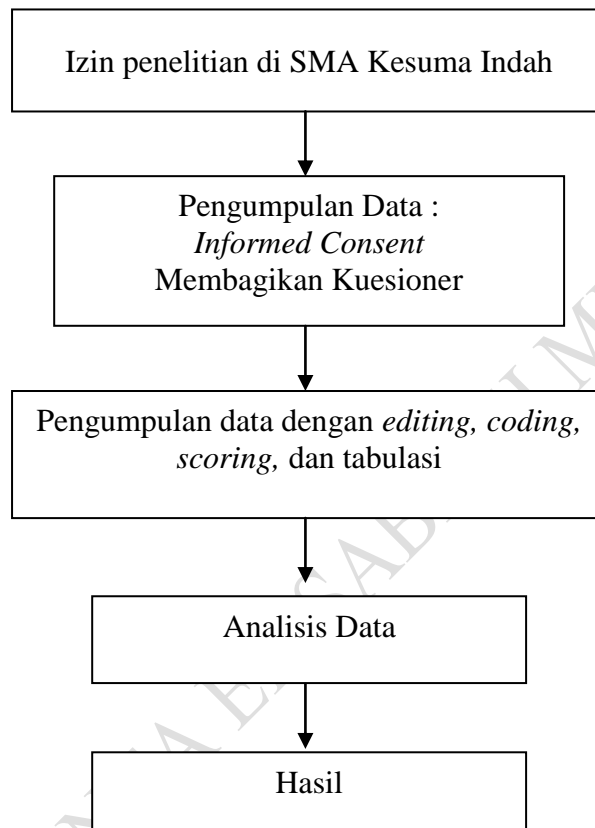 Izin penelitian di SMA Kesuma Indah
Pengumpulan Data :
Informed Consent
Membagikan Kuesioner
Pengumpulan data dengan editing, coding,
scoring, dan tabulasi
Analisis Data
Hasil